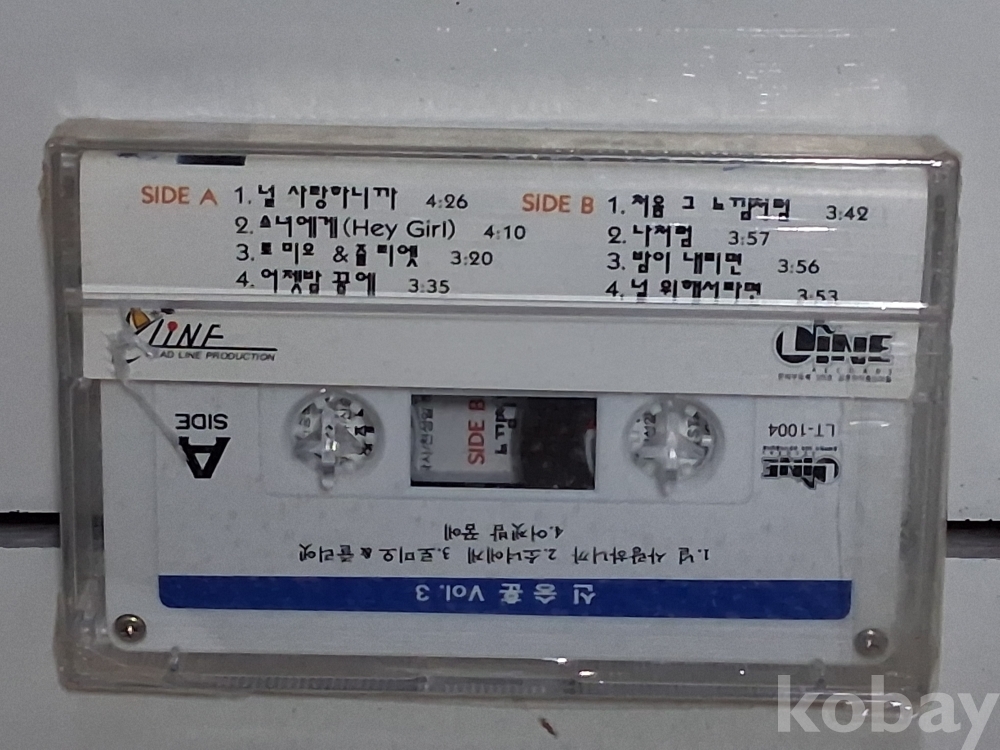 SIDE A
1. 널 사랑하니까 4:26
2. 소녀에게(Hey Girl) 4:10
3. 로미오 & 줄리엣 3:20
4. 어젯밤 꿈에 3:35
SIDE B
1. 처음 그 느낌처럼 3:42
2. 나처럼 3:57
3. 밤이 내리면 3:56
4. 널 위해서라면 3:53
LINE
AD LINE PRODUCTION
LINE
RECORDS
A
SIDE
SIDE B
느낌
LT-1004
LINE
1.널 사랑하니까 2.소녀에게 3.로미오 & 줄리엣
4.어젯밤 꿈에
신승훈 Vol.3
kobay